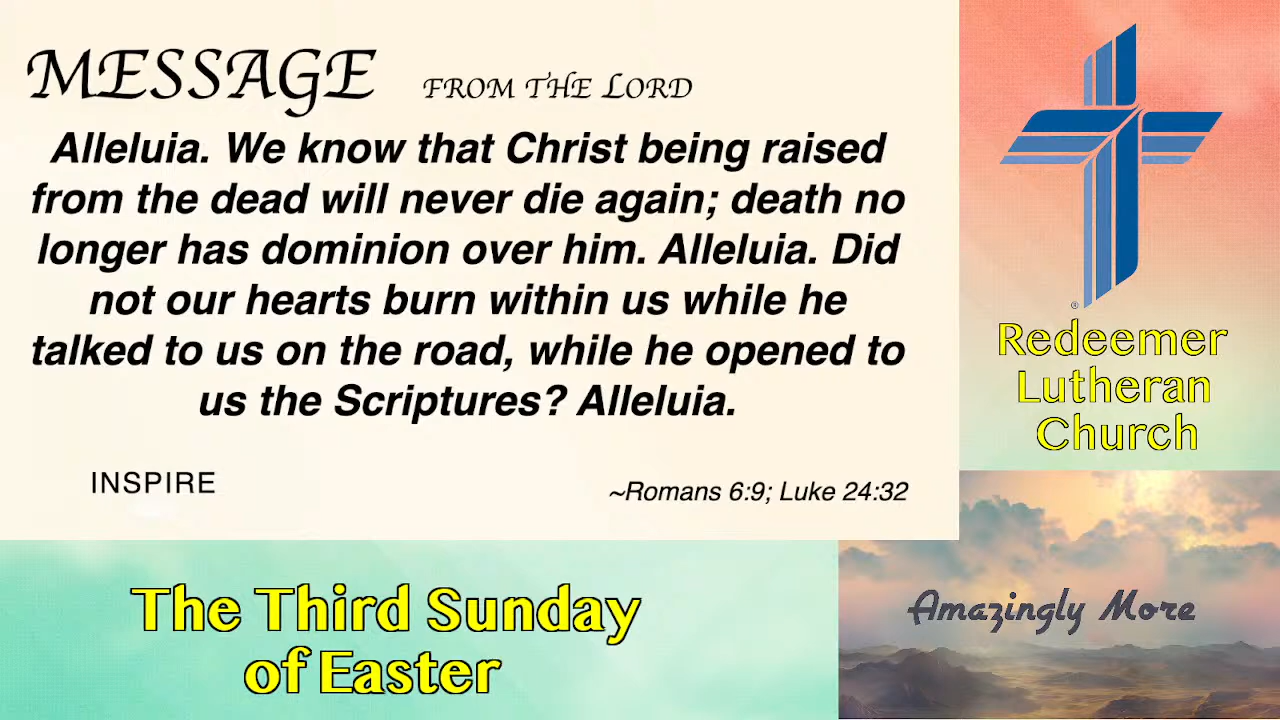 MESSAGE FROM THE LORD
Alleluia. We know that Christ being raised
from the dead will never die again; death no
longer has dominion over him. Alleluia. Did
not our hearts burn within us while he
talked to us on the road, while he opened to
us the Scriptures? Alleluia.
INSPIRE
~Romans 6:9; Luke 24:32
®
Redeemer
Lutheran
Church
The Third Sunday
of Easter
Amazingly More